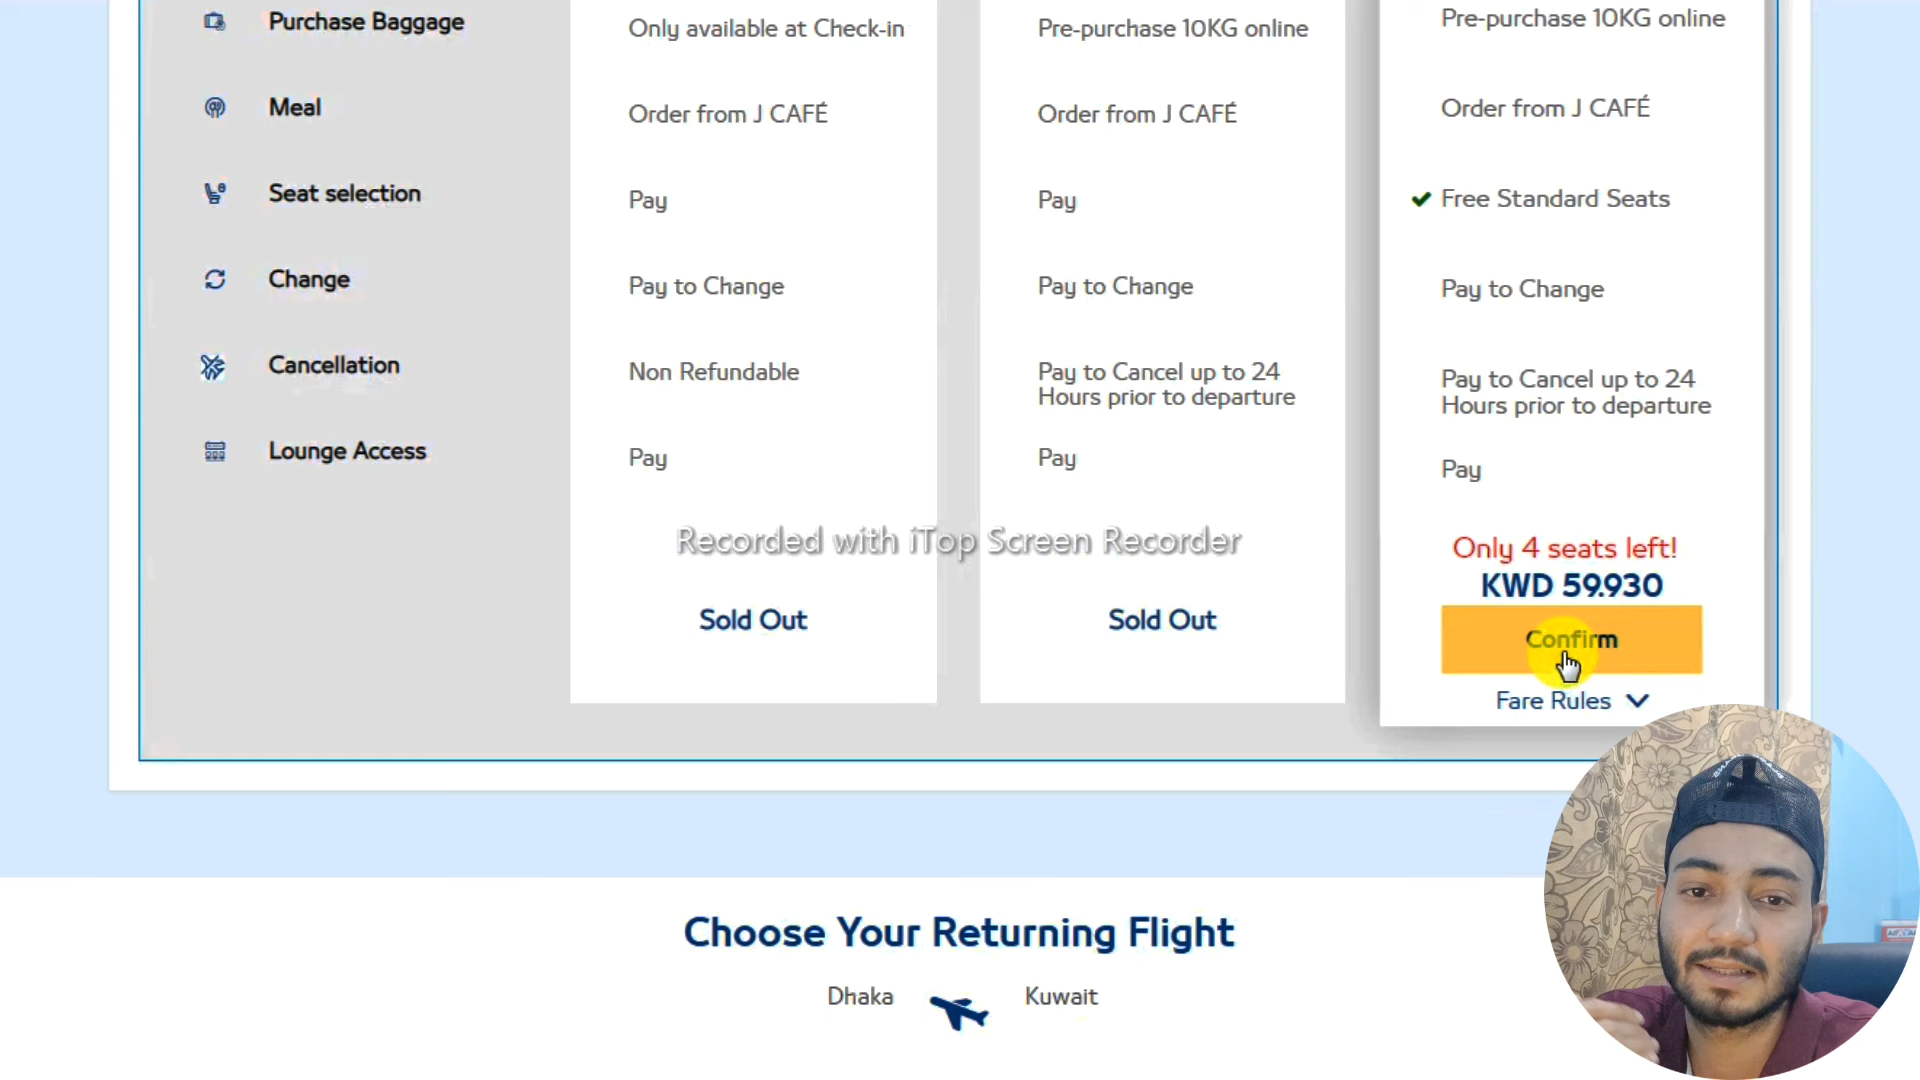 Purchase Baggage
Only available at Check-in
Pre-purchase 10KG online
Pre-purchase 10KG online
Meal
Order from J CAFÉ
Order from J CAFÉ
Order from J CAFÉ
Seat selection
Pay
Pay
Free Standard Seats
Change
Pay to Change
Pay to Change
Pay to Change
Cancellation
Non Refundable
Pay to Cancel up to 24
Hours prior to departure
Pay to Cancel up to 24
Hours prior to departure
Lounge Access
Pay
Pay
Pay
Recorded with iTop Screen Recorder
Only 4 seats left!
KWD 59.930
Sold Out
Sold Out
Confirm
Fare Rules
Choose Your Returning Flight
Dhaka
Kuwait